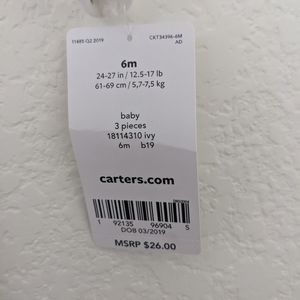 11495 Q2 2019
CKT34396-6M
AD
6m
24-27 in / 12.5-17 lb
61-69 cm / 5,7-7,5 kg
baby
3 pieces
18114310 ivy
6m b19
carters.com
1 92135 96904 5
DOB 03/2019
MSRP $26.00